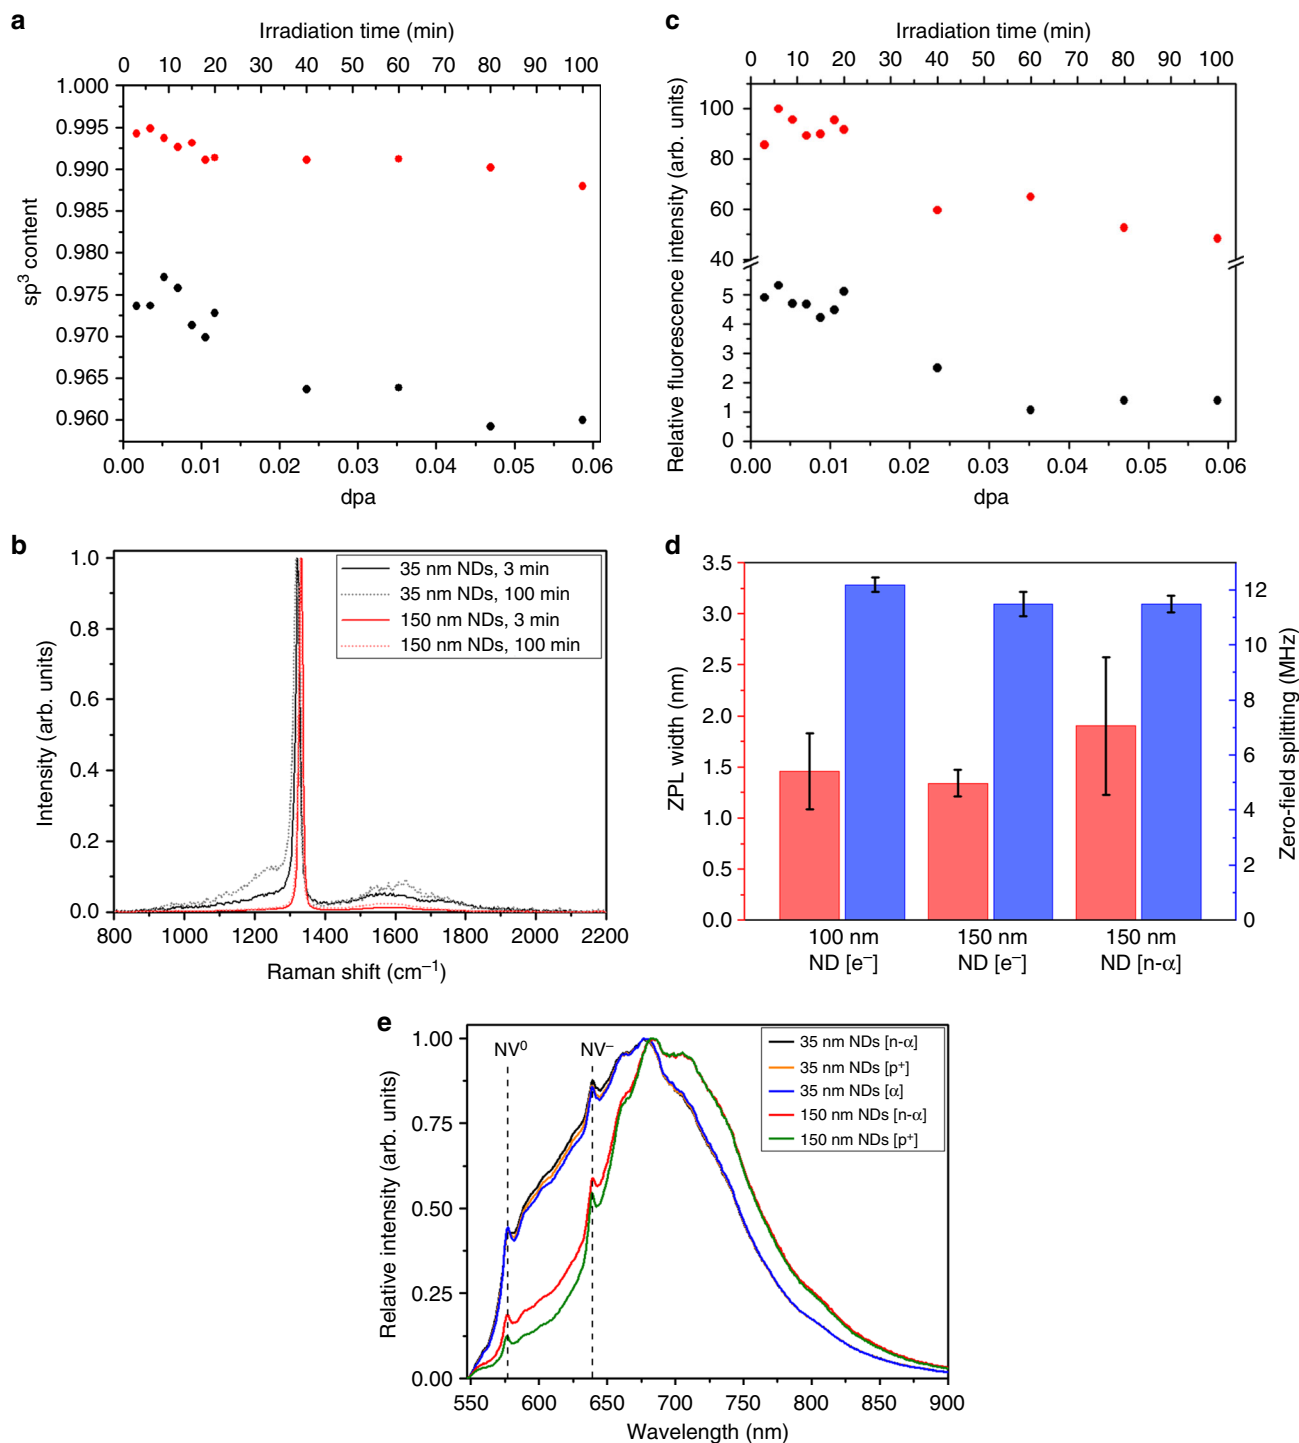 a
Irradiation time (min)
0 10 20 30 40 50 60 70 80 90 100
1.000
0.995
0.990
0.985
0.980
0.975
0.970
0.965
0.960
sp³ content
0.00 0.01 0.02 0.03 0.04 0.05 0.06
dpa
c
Irradiation time (min)
0 10 20 30 40 50 60 70 80 90 100
100
80
60
40
5
4
3
2
1
0
Relative fluorescence intensity (arb. units)
0.00 0.01 0.02 0.03 0.04 0.05 0.06
dpa
b
1.0
0.8
0.6
0.4
0.2
0.0
Intensity (arb. units)
35 nm NDs, 3 min
35 nm NDs, 100 min
150 nm NDs, 3 min
150 nm NDs, 100 min
800 1000 1200 1400 1600 1800 2000 2200
Raman shift (cm⁻¹)
d
3.5
3.0
2.5
2.0
1.5
1.0
0.5
0.0
ZPL width (nm)
12
10
8
6
4
2
0
Zero-field splitting (MHz)
100 nm
ND [e⁻]
150 nm
ND [e⁻]
150 nm
ND [n-α]
e
1.00
0.75
0.50
0.25
0.00
Relative intensity (arb. units)
NV⁰
NV⁻
35 nm NDs [n-α]
35 nm NDs [p⁺]
35 nm NDs [α]
150 nm NDs [n-α]
150 nm NDs [p⁺]
550 600 650 700 750 800 850 900
Wavelength (nm)